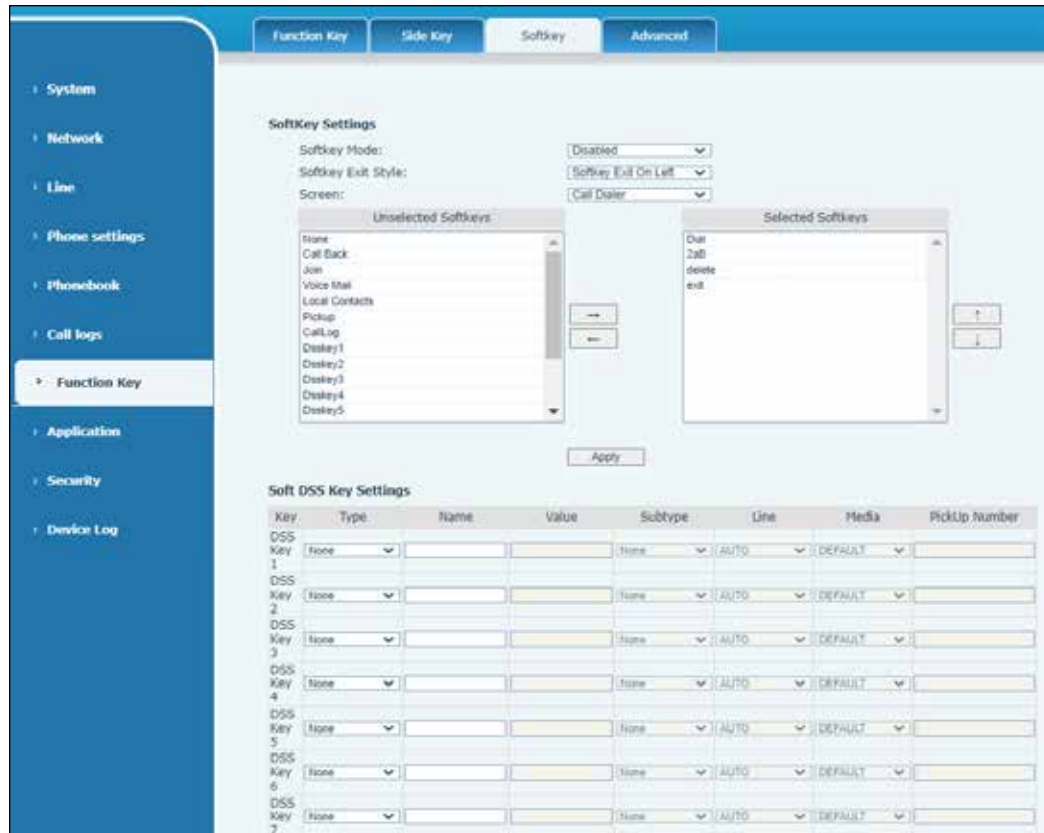 Function Key Side Key Softkey Advanced
System
Network
Line
Phone settings
Phonebook
Call logs
Function Key
Application
Security
Device Log
SoftKey Settings
Softkey Mode: Disabled
Softkey Exit Style: Softkey Exit On Left
Screen: Call Dialer
Unselected Softkeys
None
Call Back
Join
Voice Mail
Local Contacts
Pickup
CallLog
Dsskey1
Dsskey2
Dsskey3
Dsskey4
Dsskey5
→
←
Selected Softkeys
Dial
2aB
delete
exit
↑
↓
Apply
Soft DSS Key Settings
Key Type Name Value Subtype Line Media PickUp Number
DSS Key 1 None None AUTO DEFAULT
DSS Key 2 None None AUTO DEFAULT
DSS Key 3 None None AUTO DEFAULT
DSS Key 4 None None AUTO DEFAULT
DSS Key 5 None None AUTO DEFAULT
DSS Key 6 None None AUTO DEFAULT
DSS Key 7 None None AUTO DEFAULT